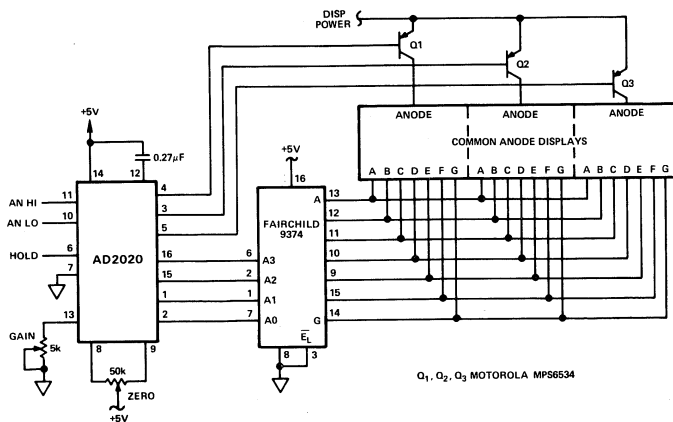 DISP
POWER
Q1
Q2
Q3
ANODE ANODE ANODE
COMMON ANODE DISPLAYS
A B C D E F G A B C D E F G A B C D E F G
+5V
0.27µF
14 12
AN HI 11
AN LO 10
HOLD 6
7
AD2020
4
3
5
16
15
1
2
13
GAIN
5k
8 9
50k
ZERO
+5V
+5V
16
FAIRCHILD
9374
6 A3
2 A2
1 A1
7 A0
A 13
12
11
10
9
15
G 14
EL
8 3
Q1, Q2, Q3 MOTOROLA MPS6534